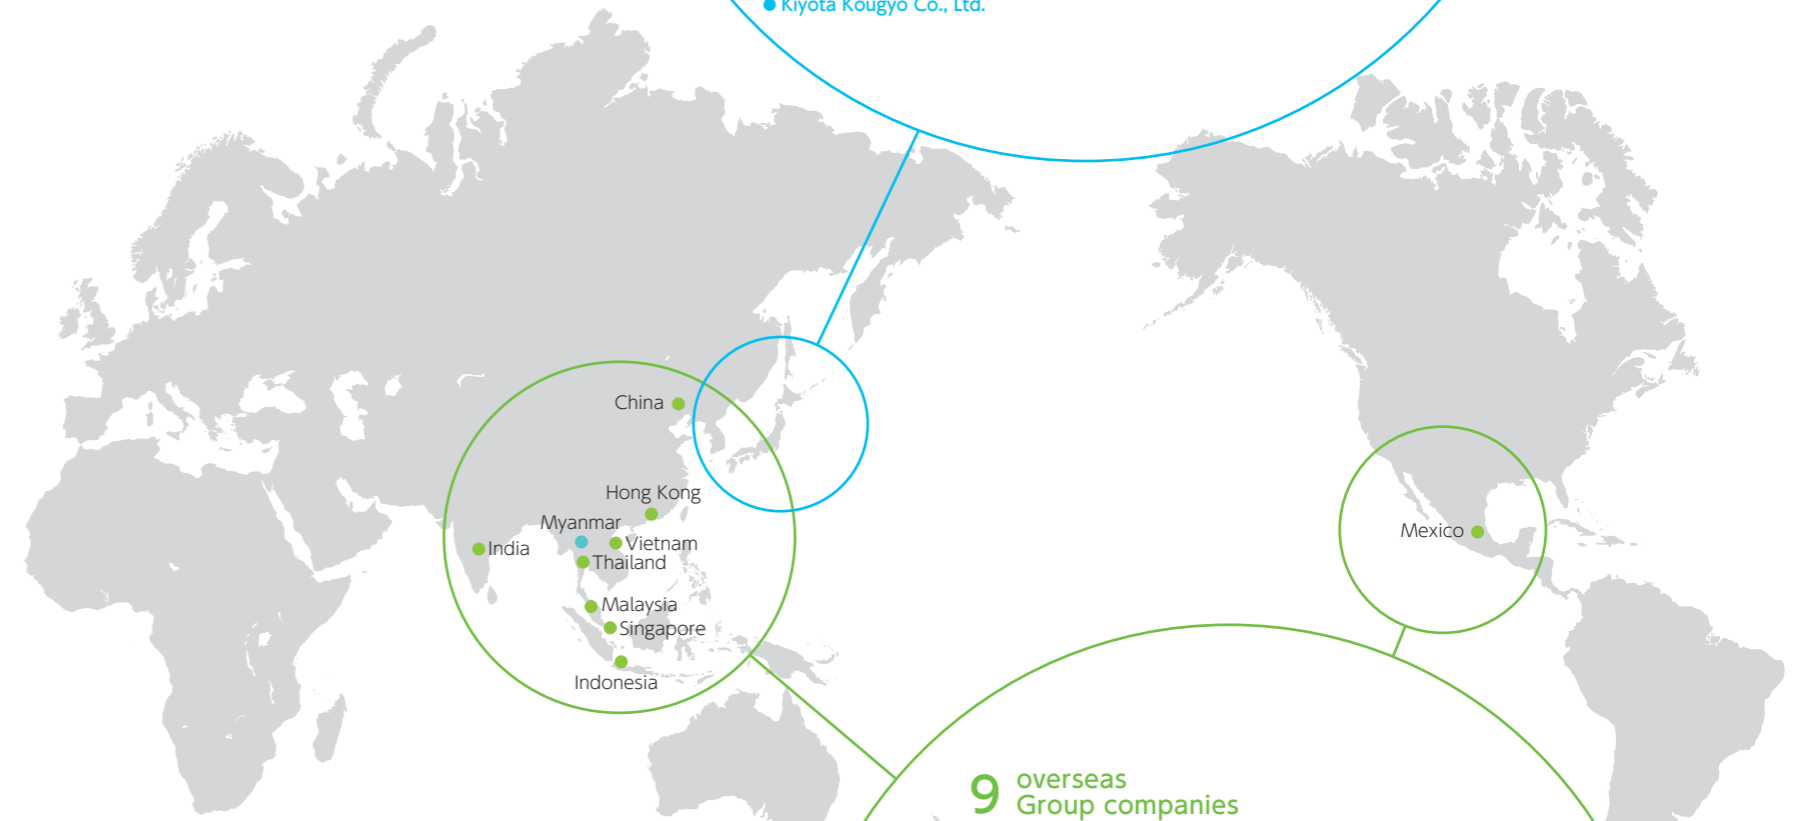 ● Kiyota Kougyo Co., Ltd.
China
Hong Kong
Myanmar
Vietnam
India
Thailand
Malaysia
Singapore
Indonesia
Mexico
9 overseas
Group companies